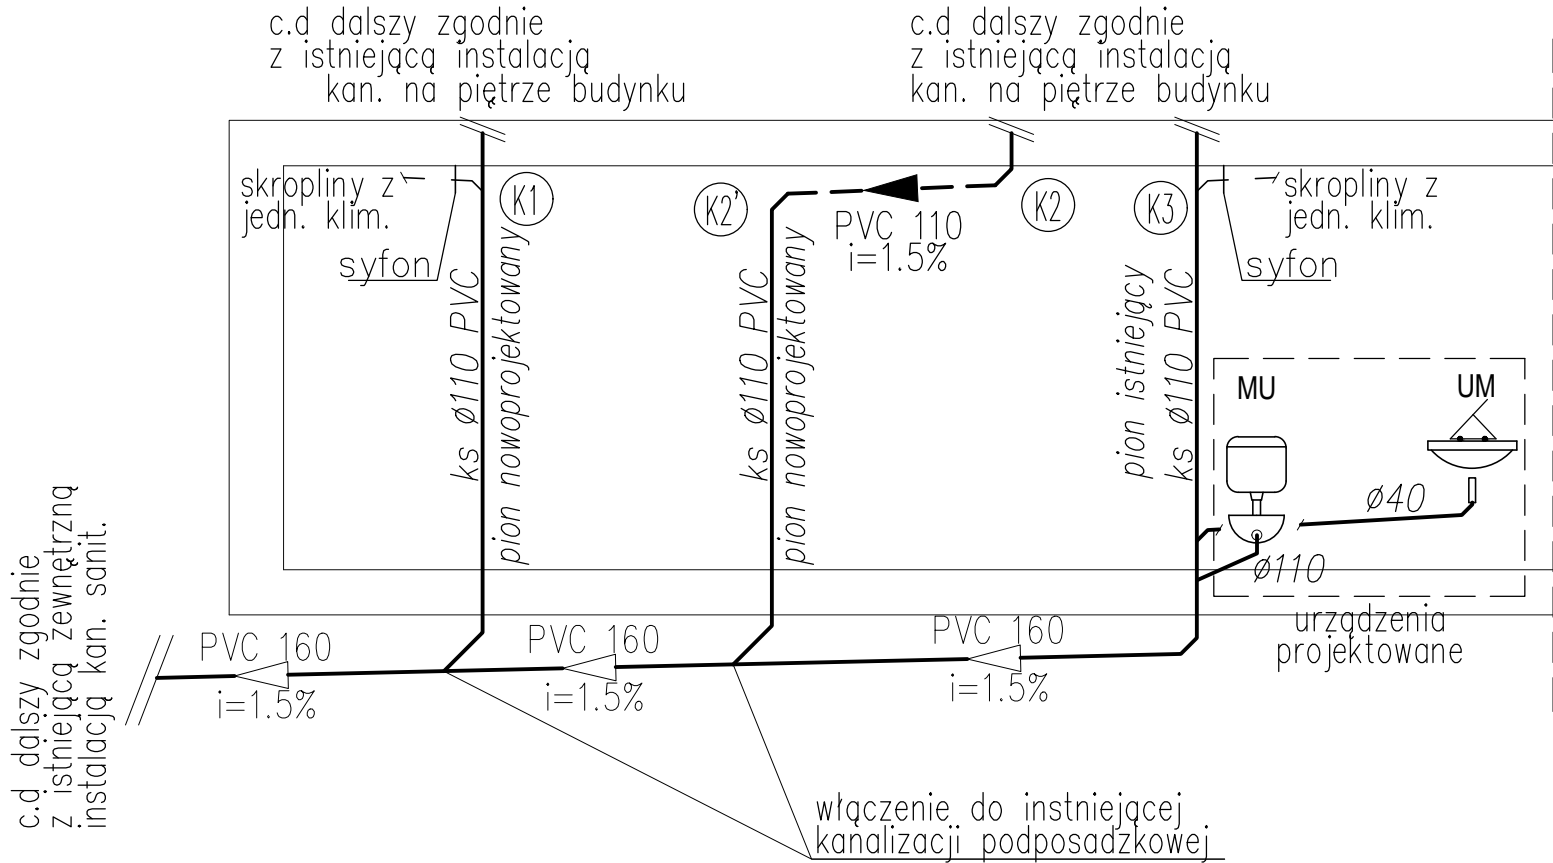 c.d dalszy zgodnie
z istniejącą instalacją
kan. na piętrze budynku
c.d dalszy zgodnie
z istniejącą instalacją
kan. na piętrze budynku
skropliny z
jedn. klim.
syfon
K1
ks ø110 PVC
pion nowoprojektowany
K2'
ks ø110 PVC
pion nowoprojektowany
PVC 110
i=1.5%
K2
K3
pion istniejący
ks ø110 PVC
skropliny z
jedn. klim.
syfon
MU
UM
ø40
ø110
urządzenia
projektowane
c.d dalszy zgodnie
z istniejącą zewnętrzną
instalacją kan. sanit.
PVC 160
i=1.5%
PVC 160
i=1.5%
PVC 160
i=1.5%
włączenie do instniejącej
kanalizacji podposadzkowej